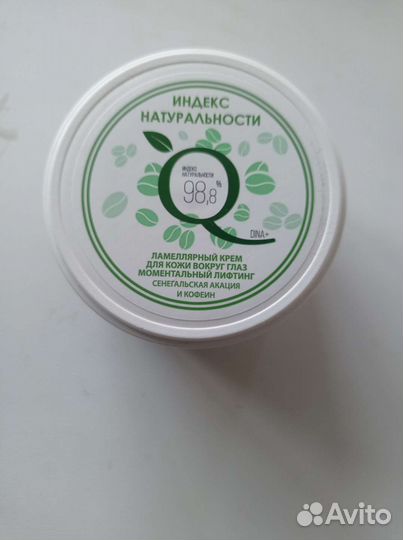 ИНДЕКС
НАТУРАЛЬНОСТИ
ИНДЕКС
НАТУРАЛЬНОСТИ
98,8 %
Q
DINA+
ЛАМЕЛЛЯРНЫЙ КРЕМ
ДЛЯ КОЖИ ВОКРУГ ГЛАЗ
МОМЕНТАЛЬНЫЙ ЛИФТИНГ
СЕНЕГАЛЬСКАЯ АКАЦИЯ
И КОФЕИН
Avito